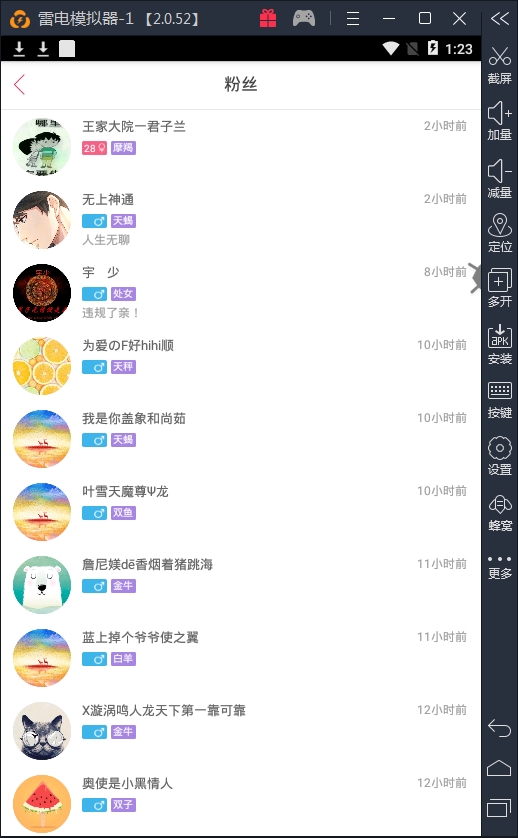 雷电模拟器-1 【2.0.52】
1:23
粉丝
王家大院一君子兰
2小时前
28 摩羯
无上神通
2小时前
天蝎
人生无聊
宇 少
8小时前
处女
违规了亲！
为爱のF好hihi顺
10小时前
天秤
我是你盖象和尚茹
10小时前
天蝎
叶雪天魔尊Ψ龙
10小时前
双鱼
詹尼媄dē香烟着猪跳海
11小时前
金牛
蓝上掉个爷爷使之翼
11小时前
白羊
X漩涡鸣人龙天下第一靠可靠
12小时前
金牛
奥使是小黑情人
12小时前
双子
截屏
加量
减量
定位
多开
APK
安装
按键
设置
蜂窝
更多